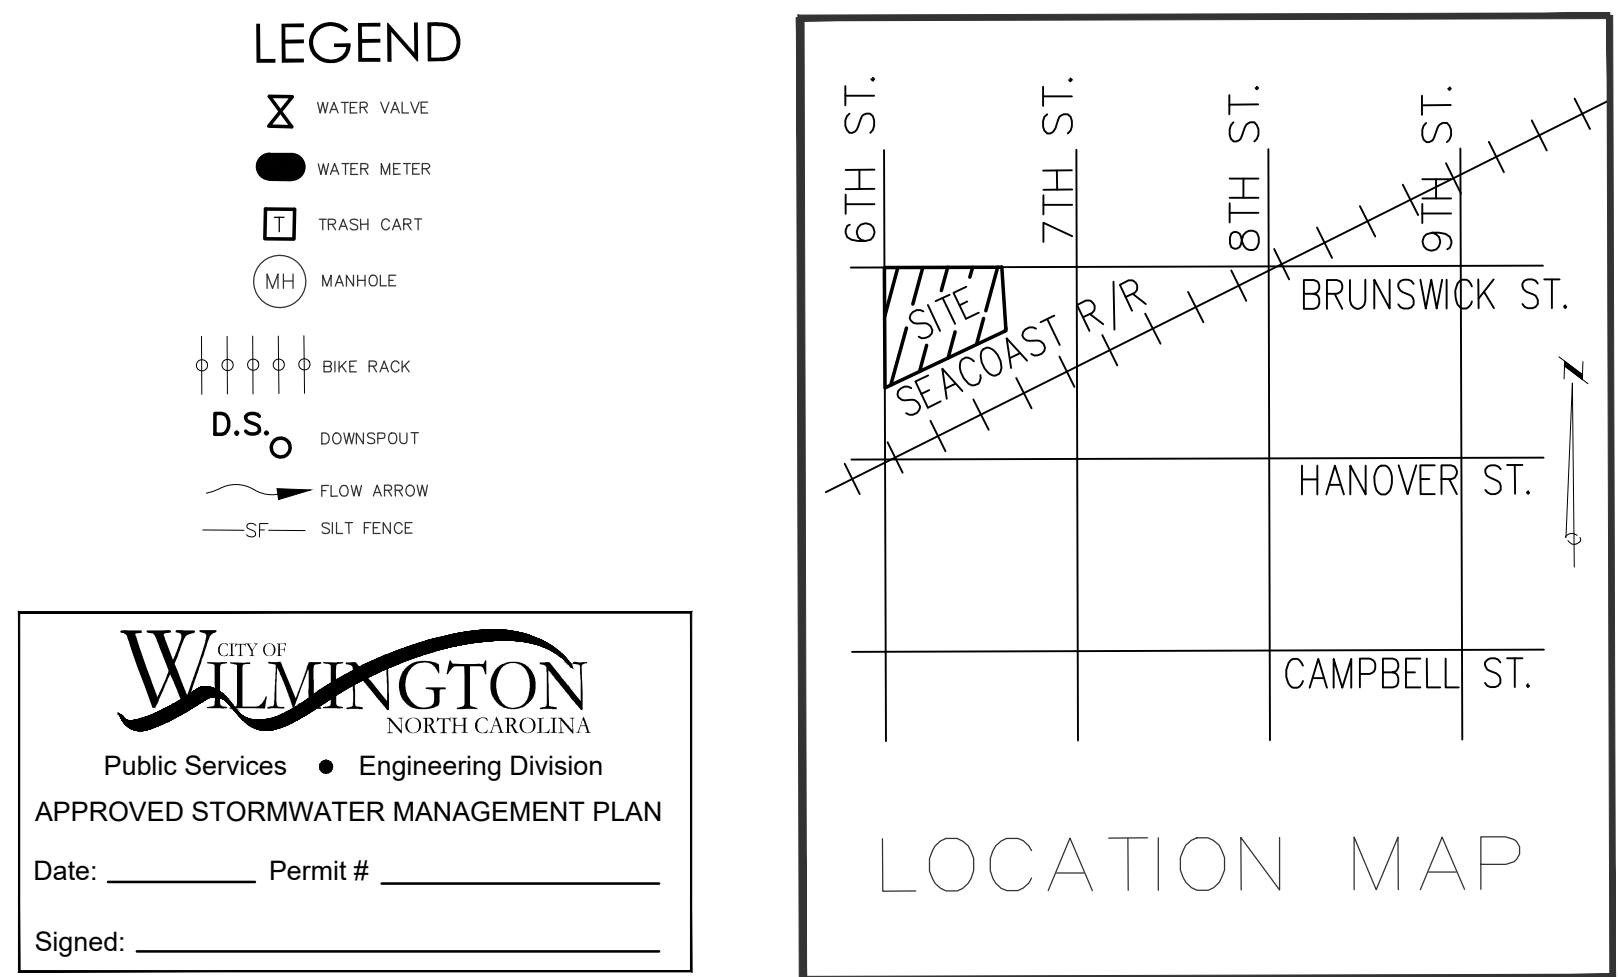 LEGEND
WATER VALVE
WATER METER
T TRASH CART
MH MANHOLE
BIKE RACK
D.S. DOWNSPOUT
FLOW ARROW
SF SILT FENCE
CITY OF
WILMINGTON
NORTH CAROLINA
Public Services • Engineering Division
APPROVED STORMWATER MANAGEMENT PLAN
Date: Permit #
Signed:
6TH ST.
7TH ST.
8TH ST.
9TH ST.
BRUNSWICK ST.
SITE
SEACOAST R/R
N
HANOVER ST.
CAMPBELL ST.
LOCATION MAP